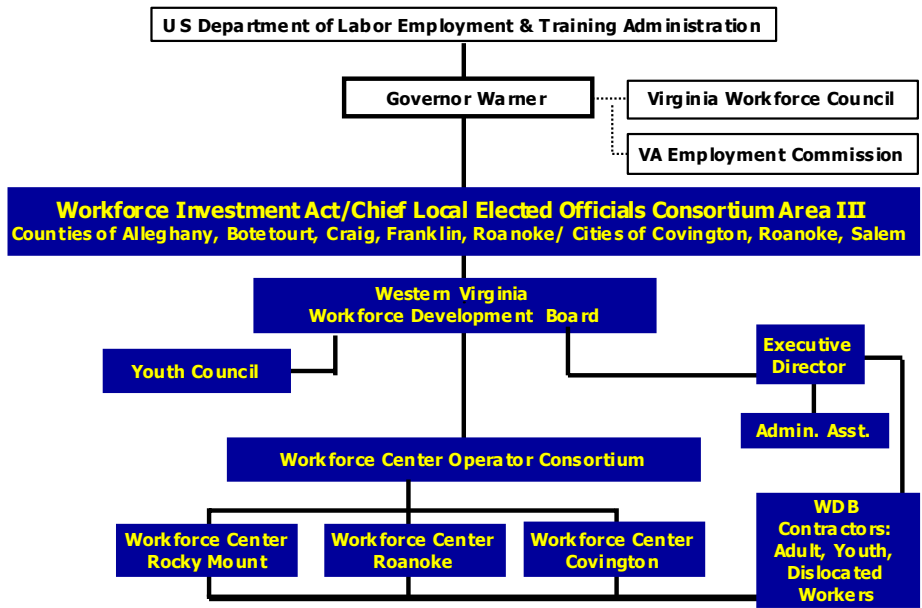 US Department of Labor Employment & Training Administration
Governor Warner
Virginia Workforce Council
VA Employment Commission
Workforce Investment Act/Chief Local Elected Officials Consortium Area III
Counties of Alleghany, Botetourt, Craig, Franklin, Roanoke/ Cities of Covington, Roanoke, Salem
Western Virginia
Workforce Development Board
Youth Council
Executive
Director
Admin. Asst.
Workforce Center Operator Consortium
Workforce Center
Rocky Mount
Workforce Center
Roanoke
Workforce Center
Covington
WDB
Contractors:
Adult, Youth,
Dislocated
Workers